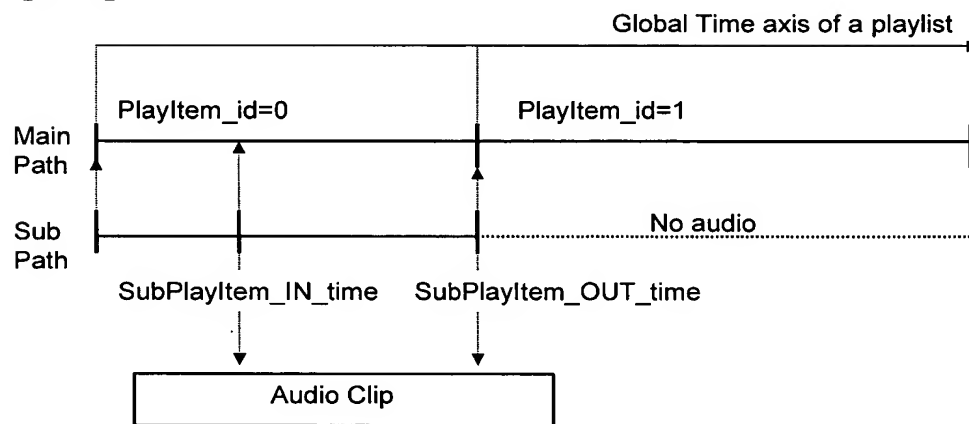 Global Time axis of a playlist
PlayItem_id=0
PlayItem_id=1
Main
Path
Sub
Path
No audio
SubPlayItem_IN_time
SubPlayItem_OUT_time
Audio Clip